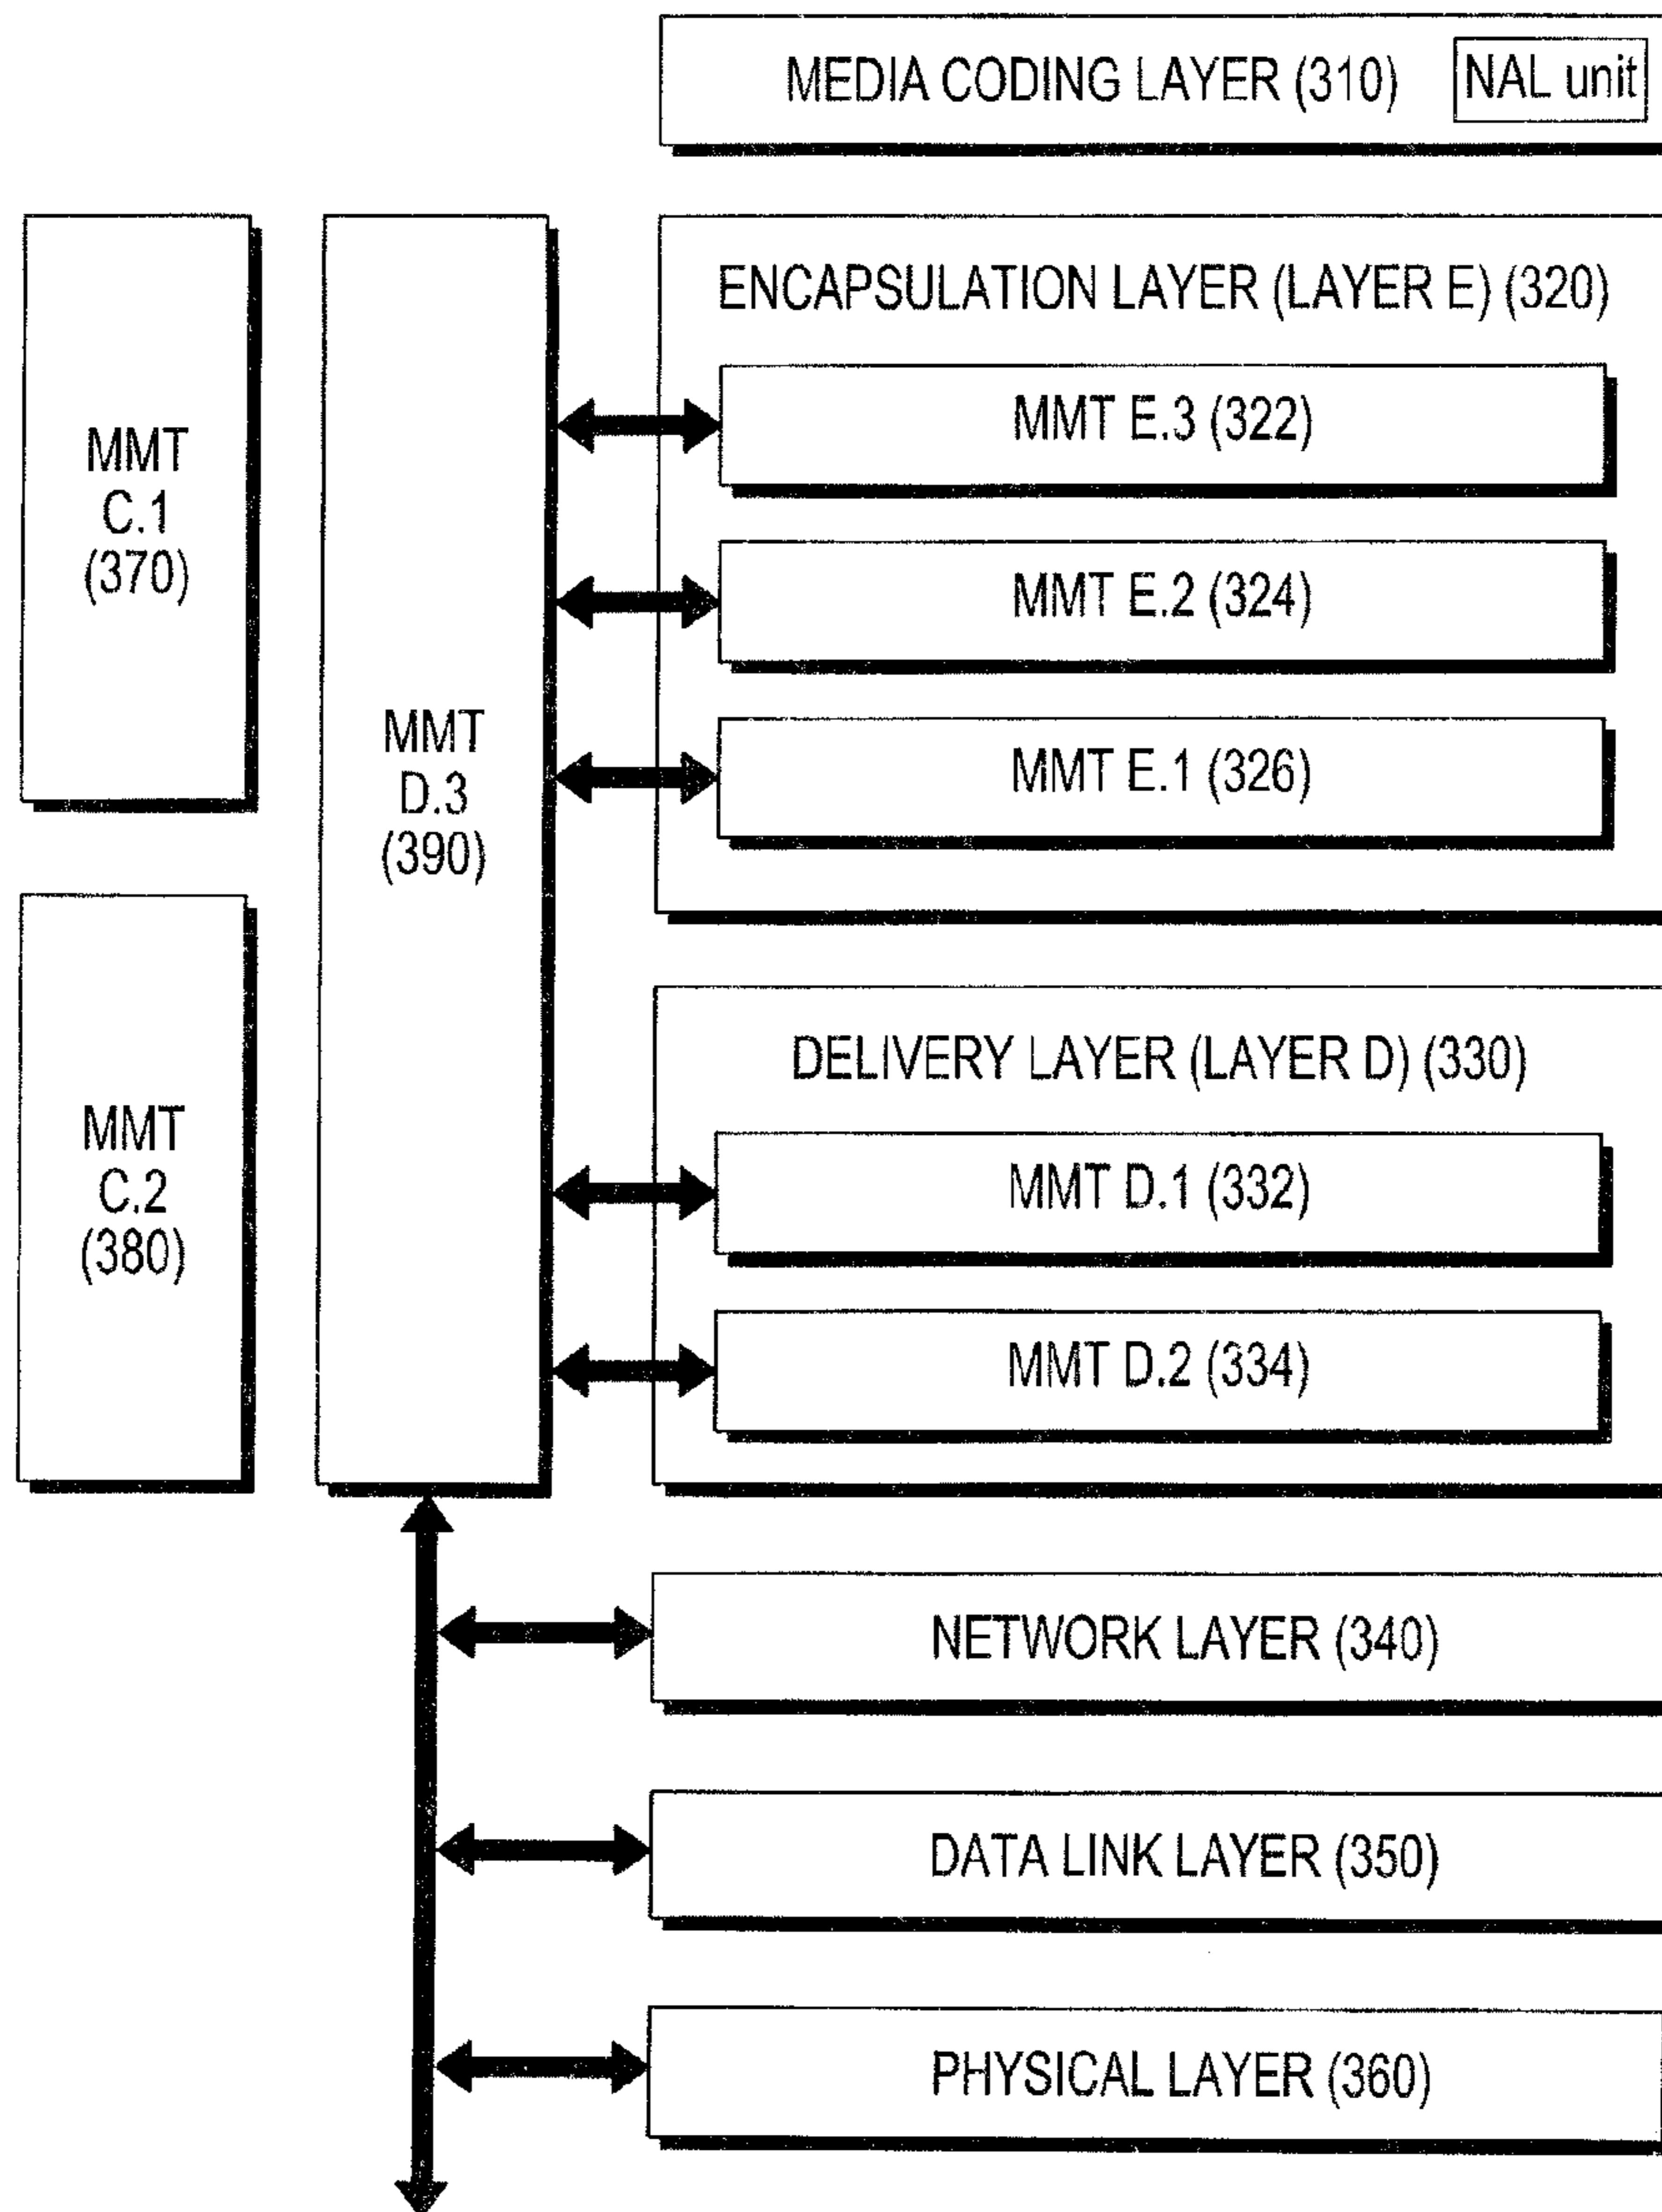 MEDIA CODING LAYER (310)
NAL unit
ENCAPSULATION LAYER (LAYER E) (320)
MMT E.3 (322)
MMT E.2 (324)
MMT E.1 (326)
MMT
C.1
(370)
MMT
D.3
(390)
MMT
C.2
(380)
DELIVERY LAYER (LAYER D) (330)
MMT D.1 (332)
MMT D.2 (334)
NETWORK LAYER (340)
DATA LINK LAYER (350)
PHYSICAL LAYER (360)